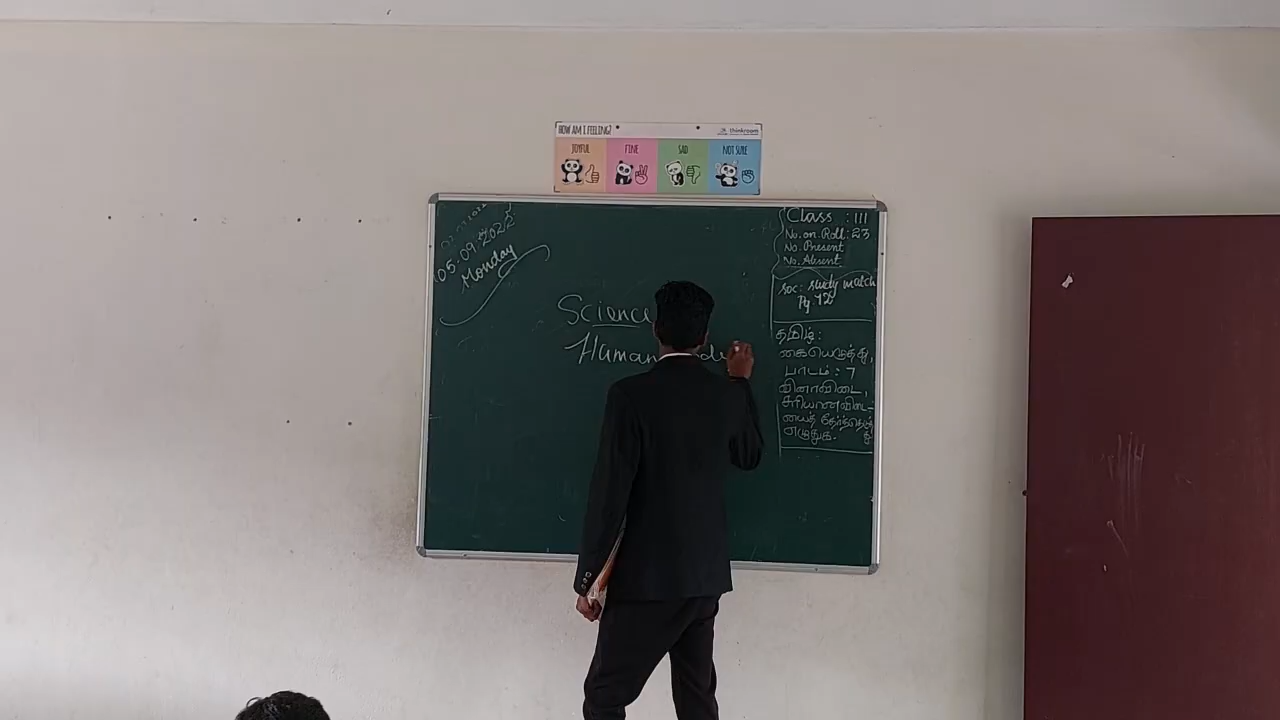 HOW AM I FEELING?
thinkroom
JOYFUL FINE SAD NOT SURE
05.09.2022
Monday
Science
Human
Class : III
No. on Roll: 23
No. Present
No. Absent
soc: study match
Pg. 72
தமிழ்:
கையெழுத்து,
பாடம் : 7
வினாவிடை,
சரியானவிடை-
யைத் தேர்ந்தெடுத்து
எழுதுக.